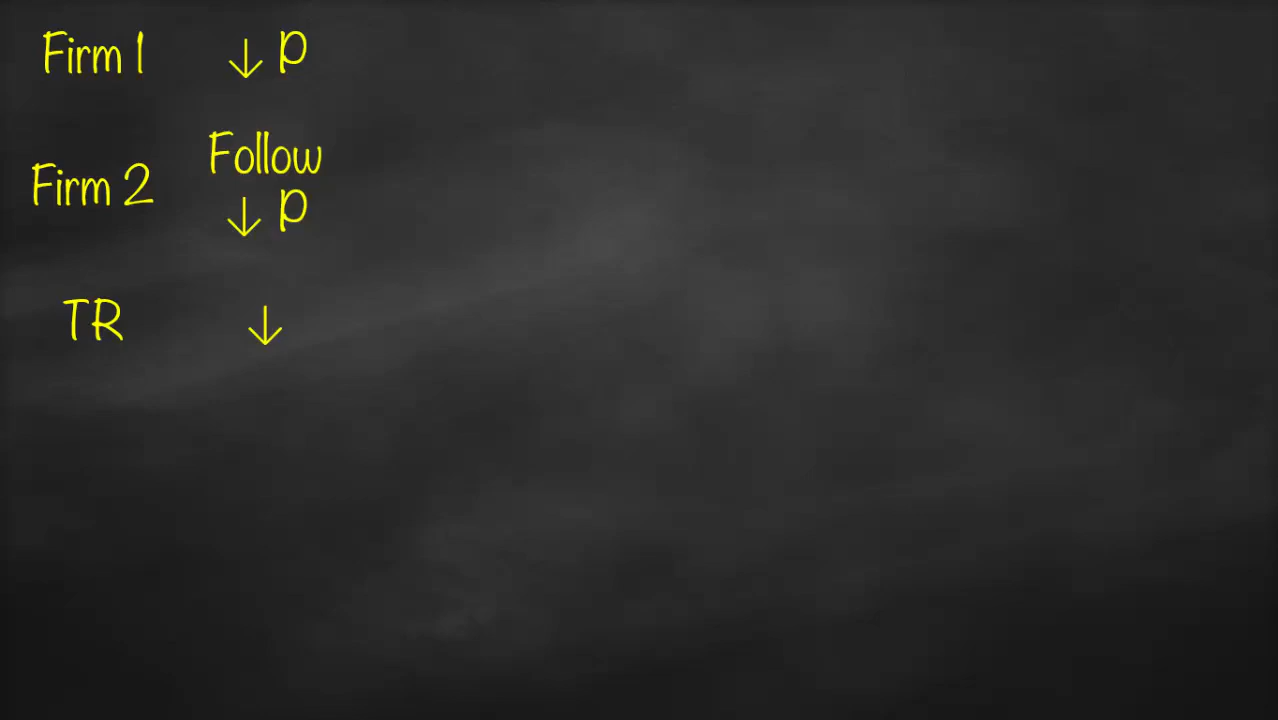 Firm 1 ↓ P
Firm 2 Follow
↓ P
TR ↓